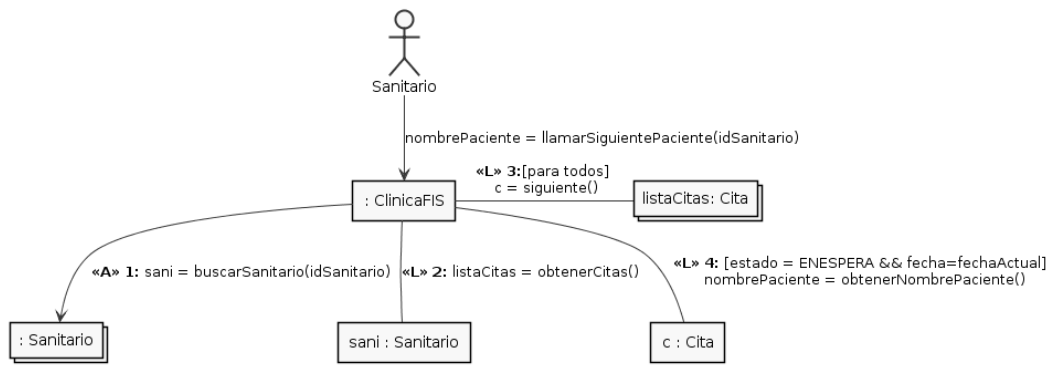 Sanitario
nombrePaciente = llamarSiguientePaciente(idSanitario)
«L» 3:[para todos]
c = siguiente()
: ClinicaFIS
listaCitas: Cita
«A» 1: sani = buscarSanitario(idSanitario)
«L» 2: listaCitas = obtenerCitas()
«L» 4: [estado = ENESPERA && fecha=fechaActual]
nombrePaciente = obtenerNombrePaciente()
: Sanitario
sani : Sanitario
c : Cita